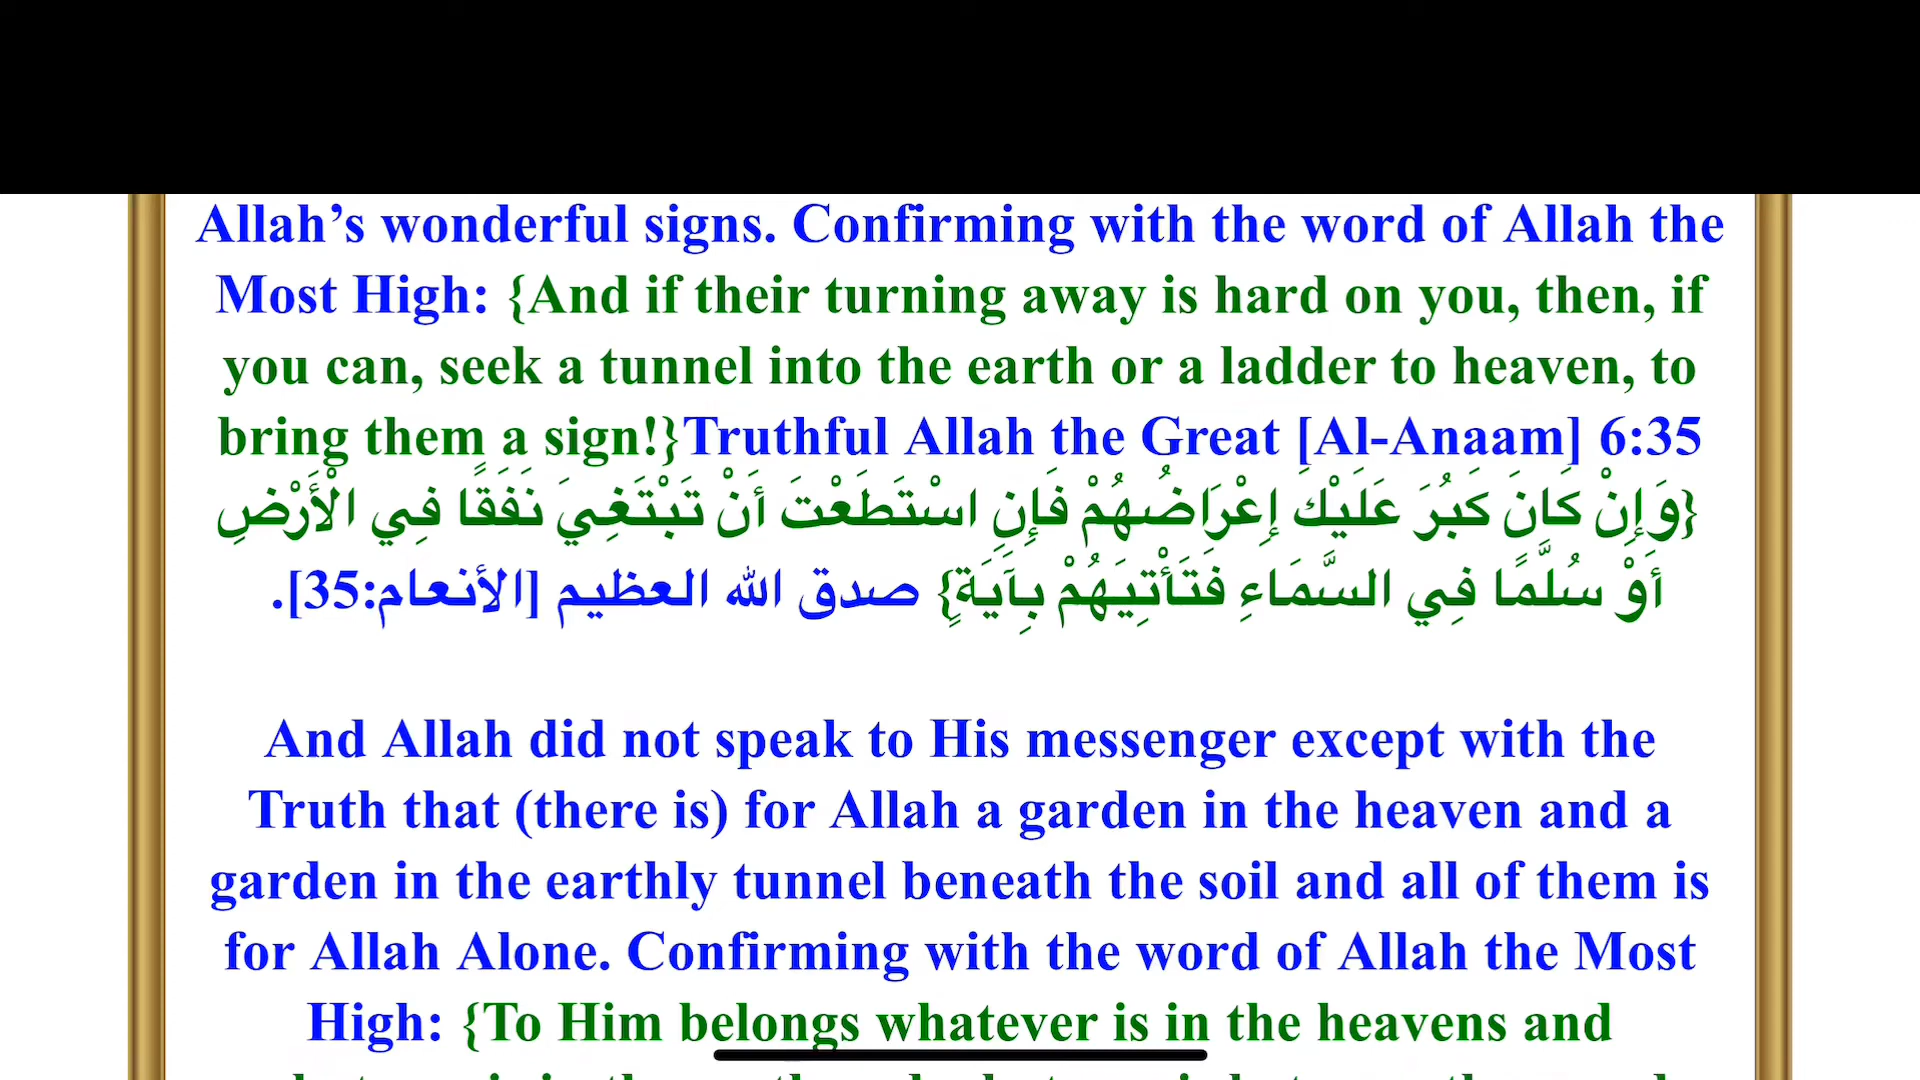 Allah’s wonderful signs. Confirming with the word of Allah the
Most High: {And if their turning away is hard on you, then, if
you can, seek a tunnel into the earth or a ladder to heaven, to
bring them a sign!}Truthful Allah the Great [Al-Anaam] 6:35
{وَإِنْ كَانَ كَبُرَ عَلَيْكَ إِعْرَاضُهُمْ فَإِنِ اسْتَطَعْتَ أَنْ تَبْتَغِيَ نَفَقًا فِي الْأَرْضِ
أَوْ سُلَّمًا فِي السَّمَاءِ فَتَأْتِيَهُمْ بِآيَةٍ} صدق الله العظيم [الأنعام:35].
And Allah did not speak to His messenger except with the
Truth that (there is) for Allah a garden in the heaven and a
garden in the earthly tunnel beneath the soil and all of them is
for Allah Alone. Confirming with the word of Allah the Most
High: {To Him belongs whatever is in the heavens and